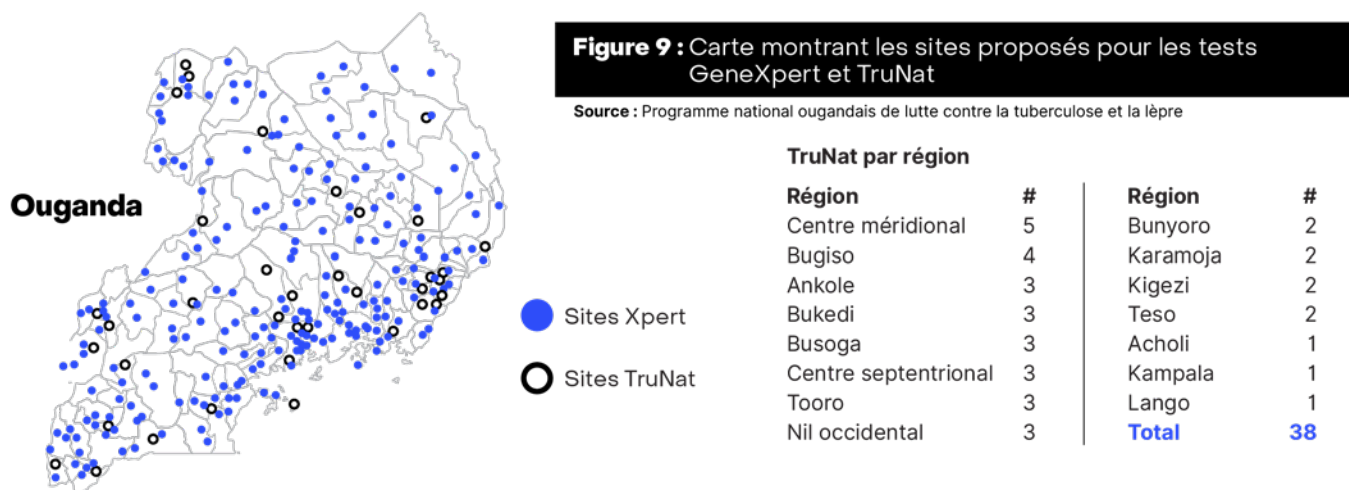 Figure 9 : Carte montrant les sites proposés pour les tests
GeneXpert et TruNat
Source : Programme national ougandais de lutte contre la tuberculose et la lèpre
Ouganda
Sites Xpert
Sites TruNat
TruNat par région
Région #
Centre méridional 5
Bugiso 4
Ankole 3
Bukedi 3
Busoga 3
Centre septentrional 3
Tooro 3
Nil occidental 3
Région #
Bunyoro 2
Karamoja 2
Kigezi 2
Teso 2
Acholi 1
Kampala 1
Lango 1
Total 38